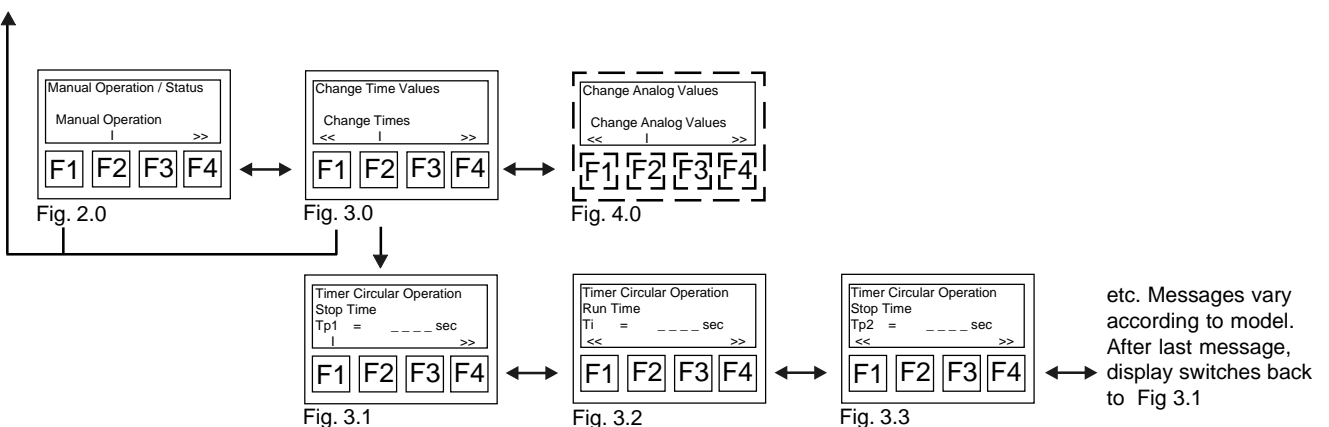 Manual Operation / Status
Manual Operation
I >>
F1 F2 F3 F4
Fig. 2.0
Change Time Values
Change Times
<< I >>
F1 F2 F3 F4
Fig. 3.0
Change Analog Values
Change Analog Values
<< I >>
F1 F2 F3 F4
Fig. 4.0
Timer Circular Operation
Stop Time
Tp1 = _ _ _ _ sec
I >>
F1 F2 F3 F4
Fig. 3.1
Timer Circular Operation
Run Time
Ti = _ _ _ _ sec
<< >>
F1 F2 F3 F4
Fig. 3.2
Timer Circular Operation
Stop Time
Tp2 = _ _ _ _ sec
<< >>
F1 F2 F3 F4
Fig. 3.3
etc. Messages vary
according to model.
After last message,
display switches back
to Fig 3.1